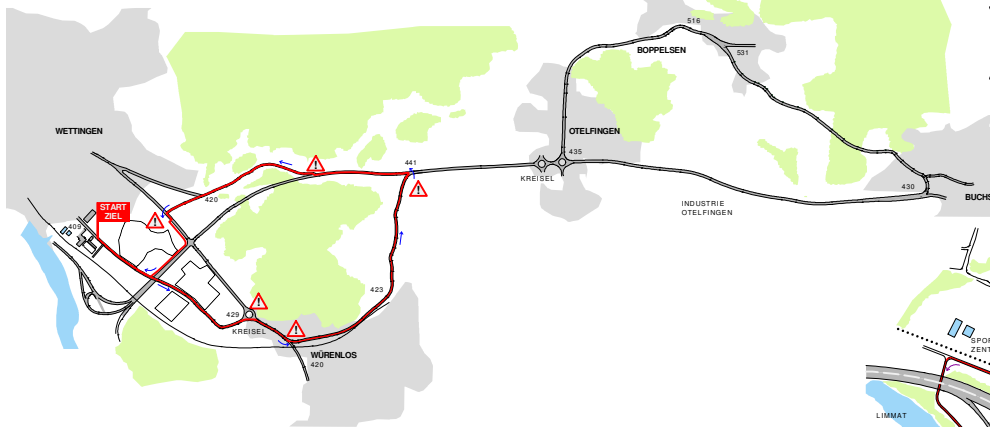 516
BOPPELSEN
531
WETTINGEN
OTELFINGEN
435
441
KREISEL
430
420
BUCHS
INDUSTRIE
OTELFINGEN
START
ZIEL
409
423
429
KREISEL
WÜRENLOS
420
SPOR
ZENT
LIMMAT